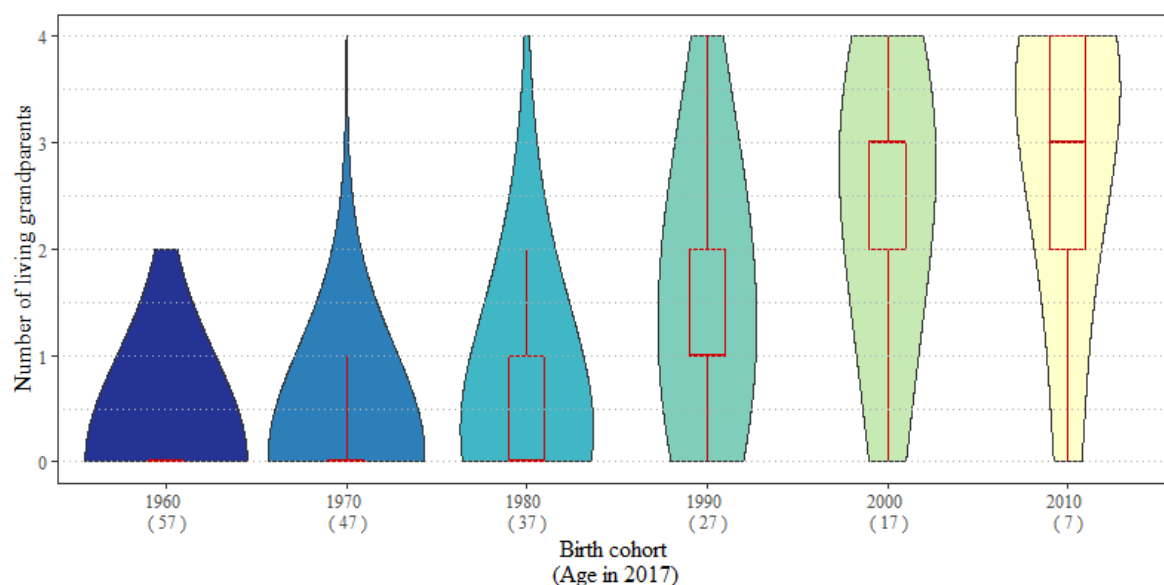 Number of living grandparents
4
3
2
1
0
1960 1970 1980 1990 2000 2010
( 57 ) ( 47 ) ( 37 ) ( 27 ) ( 17 ) ( 7 )
Birth cohort
(Age in 2017)